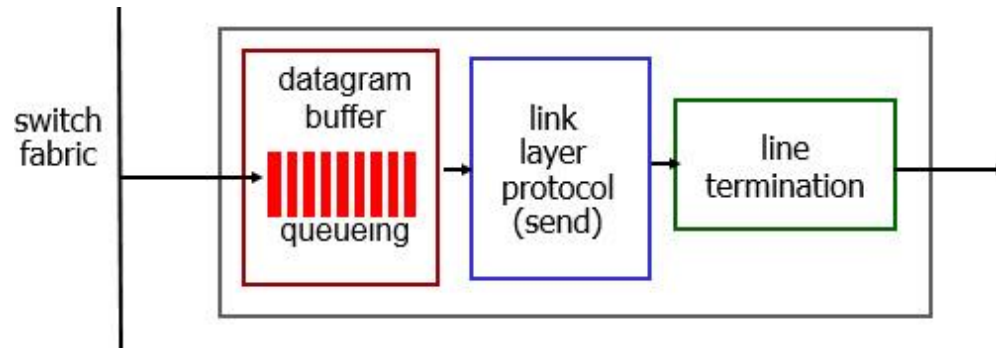 switch
fabric
datagram
buffer
queueing
link
layer
protocol
(send)
line
termination